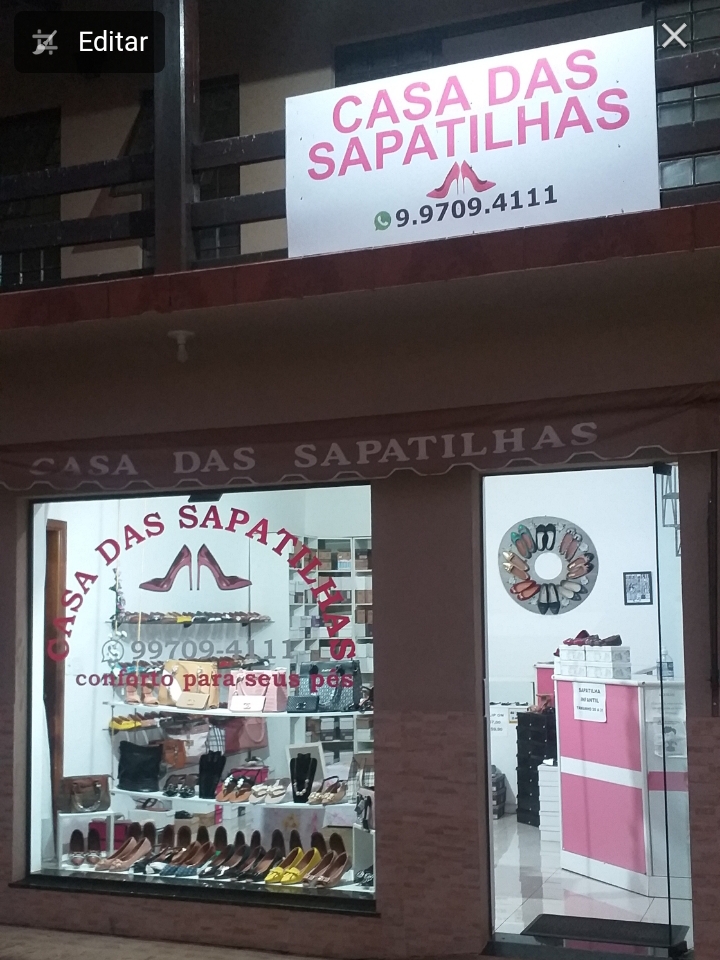 Editar
CASA DAS
SAPATILHAS
9.9709.4111
CASA DAS SAPATILHAS
CASA DAS SAPATILHAS
99709-4111
conforto para seus pés
SAPATILHA
INFANTIL